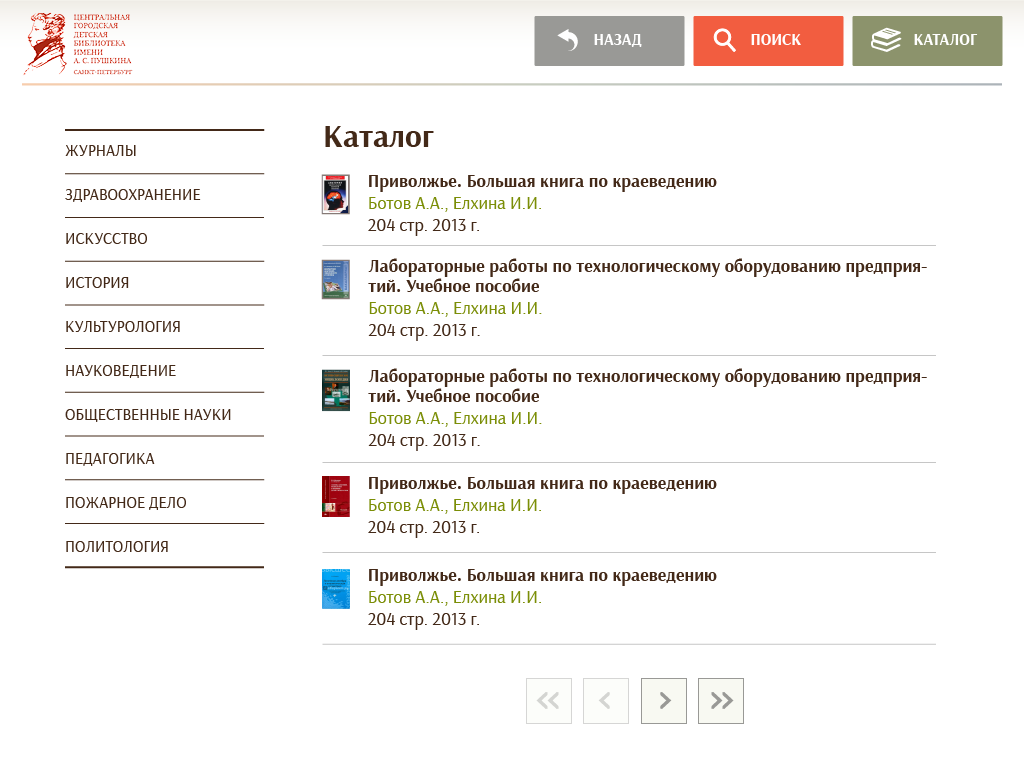 ЦЕНТРАЛЬНАЯ
ГОРОДСКАЯ
ДЕТСКАЯ
БИБЛИОТЕКА
ИМЕНИ
А. С. ПУШКИНА
САНКТ-ПЕТЕРБУРГ
НАЗАД
ПОИСК
КАТАЛОГ
ЖУРНАЛЫ
ЗДРАВООХРАНЕНИЕ
ИСКУССТВО
ИСТОРИЯ
КУЛЬТУРОЛОГИЯ
НАУКОВЕДЕНИЕ
ОБЩЕСТВЕННЫЕ НАУКИ
ПЕДАГОГИКА
ПОЖАРНОЕ ДЕЛО
ПОЛИТОЛОГИЯ
Каталог
Приволжье. Большая книга по краеведению
Ботов А.А., Елхина И.И.
204 стр. 2013 г.
Лабораторные работы по технологическому оборудованию предприя-
тий. Учебное пособие
Ботов А.А., Елхина И.И.
204 стр. 2013 г.
Лабораторные работы по технологическому оборудованию предприя-
тий. Учебное пособие
Ботов А.А., Елхина И.И.
204 стр. 2013 г.
Приволжье. Большая книга по краеведению
Ботов А.А., Елхина И.И.
204 стр. 2013 г.
Приволжье. Большая книга по краеведению
Ботов А.А., Елхина И.И.
204 стр. 2013 г.